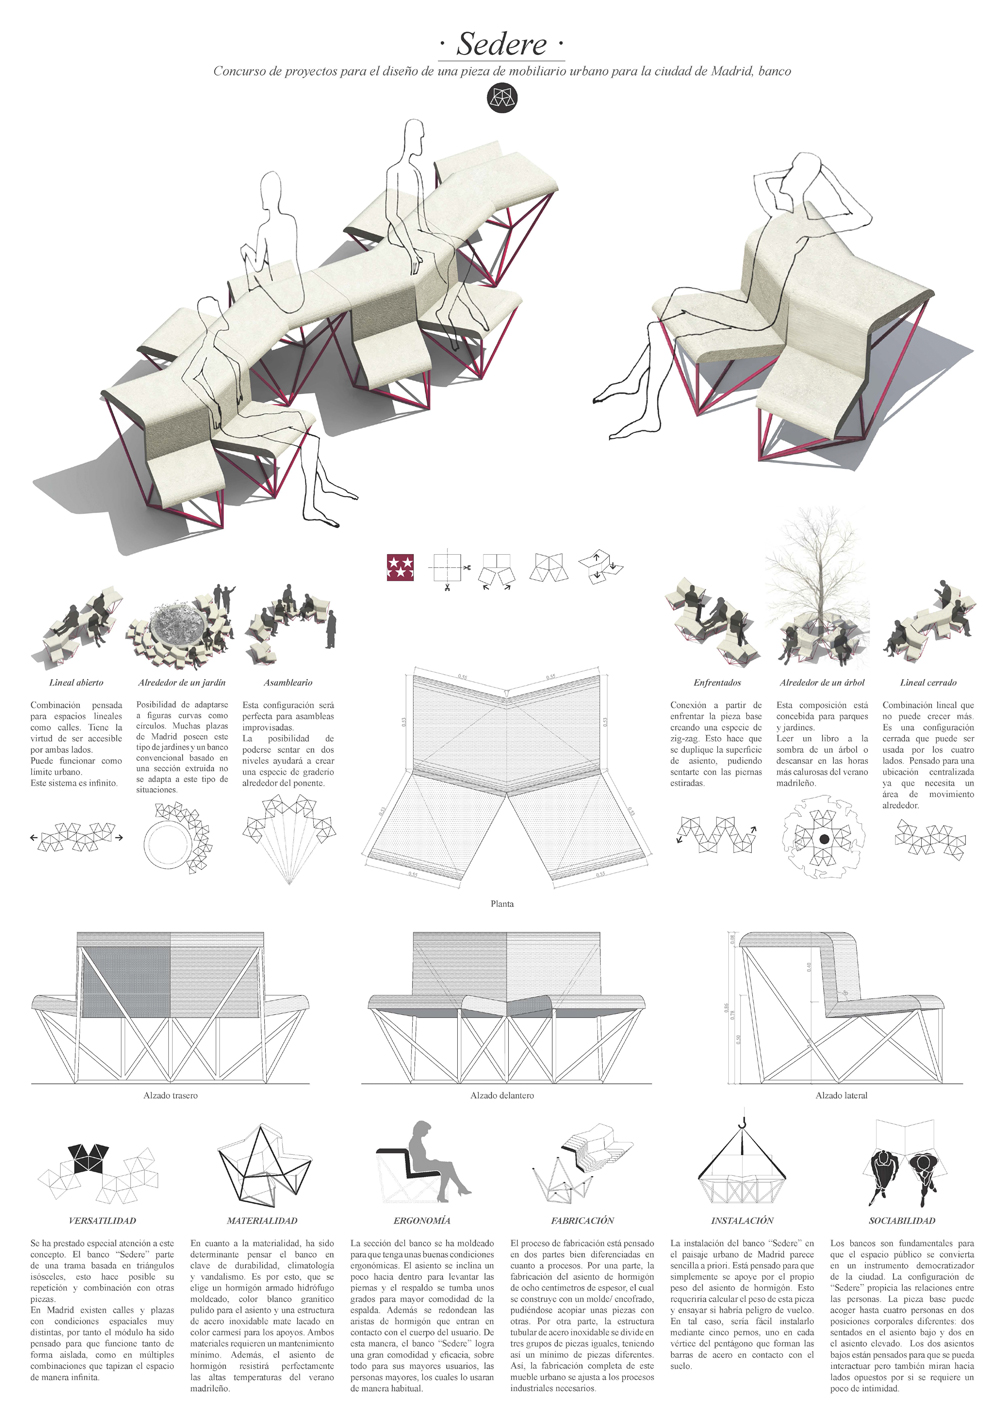 · Sedere ·
Concurso de proyectos para el diseño de una pieza de mobiliario urbano para la ciudad de Madrid, banco
Lineal abierto
Combinación pensada
para espacios lineales
como calles. Tiene la
virtud de ser accesible
por ambas lados.
Puede funcionar como
límite urbano.
Este sistema es infinito.
Alrededor de un jardín
Posibilidad de adaptarse
a figuras curvas como
círculos. Muchas plazas
de Madrid poseen este
tipo de jardines y un banco
convencional basado en
una sección extruida no
se adapta a este tipo de
situaciones.
Asambleario
Esta configuración será
perfecta para asambleas
improvisadas.
La posibilidad de
poderse sentar en dos
niveles ayudará a crear
una especie de graderío
alrededor del ponente.
Enfrentados
Conexión a partir de
enfrentar la pieza base
creando una especie de
zig-zag. Esto hace que
se duplique la superficie
de asiento, pudiendo
sentarte con las piernas
estiradas.
Alrededor de un árbol
Esta composición está
concebida para parques
y jardines.
Leer un libro a la
sombra de un árbol o
descansar en las horas
más calurosas del verano
madrileño.
Lineal cerrado
Combinación lineal que
no puede crecer más.
Es una configuración
cerrada que puede ser
usada por los cuatro
lados. Pensado para una
ubicación centralizada
ya que necesita un
área de movimiento
alrededor.
Planta
Alzado trasero
Alzado delantero
Alzado lateral
VERSATILIDAD
Se ha prestado especial atención a este
concepto. El banco “Sedere” parte
de una trama basada en triángulos
isósceles, esto hace posible su
repetición y combinación con otras
piezas.
En Madrid existen calles y plazas
con condiciones espaciales muy
distintas, por tanto el módulo ha sido
pensado para que funcione tanto de
forma aislada, como en múltiples
combinaciones que tapizan el espacio
de manera infinita.
MATERIALIDAD
En cuanto a la materialidad, ha sido
determinante pensar el banco en
clave de durabilidad, climatología
y vandalismo. Es por esto, que se
elige un hormigón armado hidrófugo
moldeado, color blanco granítico
pulido para el asiento y una estructura
de acero inoxidable mate lacado en
color carmesí para los apoyos. Ambos
materiales requieren un mantenimiento
mínimo. Además, el asiento de
hormigón resistirá perfectamente
las altas temperaturas del verano
madrileño.
ERGONOMÍA
La sección del banco se ha moldeado
para que tenga unas buenas condiciones
ergonómicas. El asiento se inclina un
poco hacia dentro para levantar las
piernas y el respaldo se tumba unos
grados para mayor comodidad de la
espalda. Además se redondean las
aristas de hormigón que entran en
contacto con el cuerpo del usuario. De
esta manera, el banco “Sedere” logra
una gran comodidad y eficacia, sobre
todo para sus mayores usuarios, las
personas mayores, los cuales lo usaran
de manera habitual.
FABRICACIÓN
El proceso de fabricación está pensado
en dos partes bien diferenciadas en
cuanto a procesos. Por una parte, la
fabricación del asiento de hormigón
de ocho centímetros de espesor, el cual
se construye con un molde/ encofrado,
pudiéndose acopiar unas piezas con
otras. Por otra parte, la estructura
tubular de acero inoxidable se divide en
tres grupos de piezas iguales, teniendo
así un mínimo de piezas diferentes.
Así, la fabricación completa de este
mueble urbano se ajusta a los procesos
industriales necesarios.
INSTALACIÓN
La instalación del banco “Sedere” en
el paisaje urbano de Madrid parece
sencilla a priori. Está pensado para que
simplemente se apoye por el propio
peso del asiento de hormigón. Esto
requeriría calcular el peso de esta pieza
y ensayar si habría peligro de vuelco.
En tal caso, sería fácil instalarlo
mediante cinco pernos, uno en cada
vértice del pentágono que forman las
barras de acero en contacto con el
suelo.
SOCIABILIDAD
Los bancos son fundamentales para
que el espacio público se convierta
en un instrumento democratizador
de la ciudad. La configuración de
“Sedere” propicia las relaciones entre
las personas. La pieza base puede
acoger hasta cuatro personas en dos
posiciones corporales diferentes: dos
sentados en el asiento bajo y dos en
el asiento elevado. Los dos asientos
bajos están pensados para que se pueda
interactuar pero también miran hacia
lados opuestos por si se requiere un
poco de intimidad.